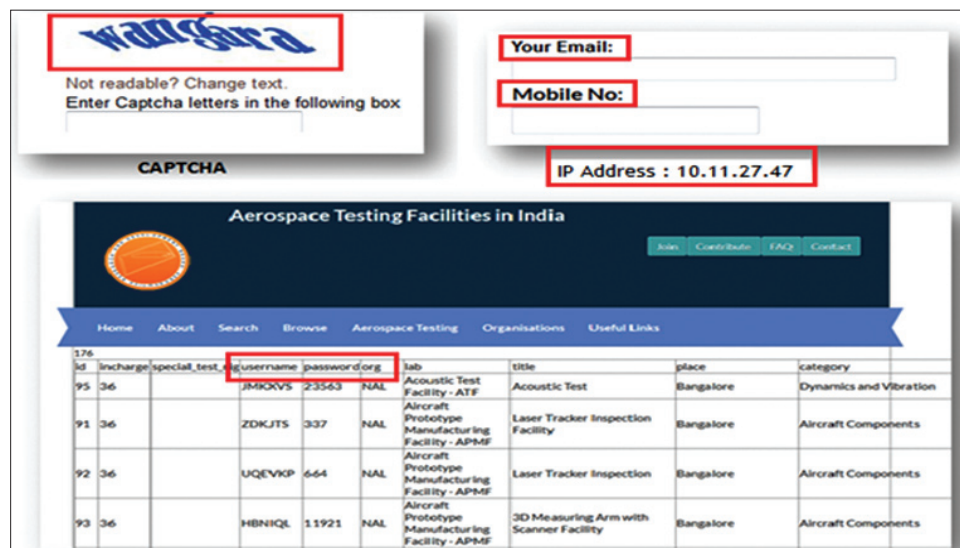 wangara
Not readable? Change text.
Enter Captcha letters in the following box
CAPTCHA
Your Email:
Mobile No:
IP Address : 10.11.27.47
Aerospace Testing Facilities in India
Join Contribute FAQ Contact
Home About Search Browse Aerospace Testing Organisations Useful Links
176
id incharge special_test_rig username password org lab title place category
95 36 JMKXVS 23563 NAL Acoustic Test Facility - ATF Acoustic Test Bangalore Dynamics and Vibration
91 36 ZDKJTS 337 NAL Aircraft Prototype Manufacturing Facility - APMF Laser Tracker Inspection Facility Bangalore Aircraft Components
92 36 UQEVKP 664 NAL Aircraft Prototype Manufacturing Facility - APMF Laser Tracker Inspection Bangalore Aircraft Components
93 36 HBNIQL 11921 NAL Aircraft Prototype Manufacturing Facility - APMF 3D Measuring Arm with Scanner Facility Bangalore Aircraft Components